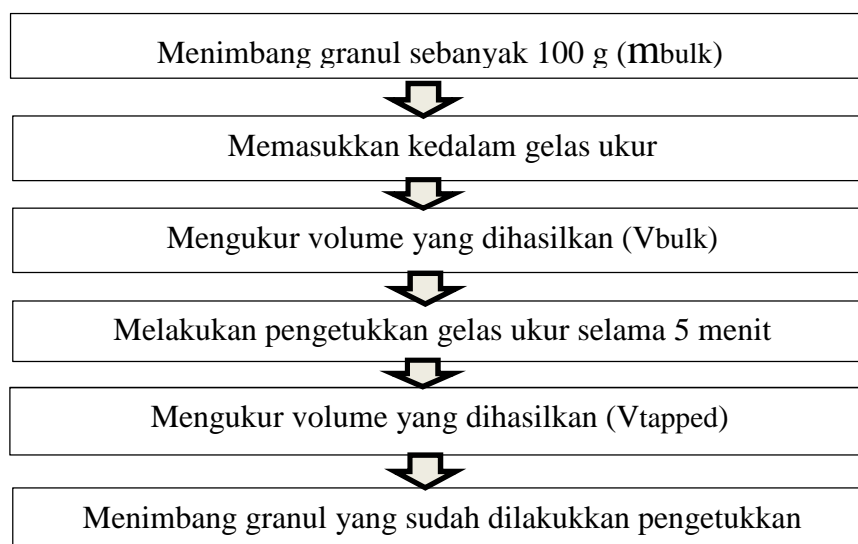 Menimbang granul sebanyak 100 g (mbulk)
Memasukkan kedalam gelas ukur
Mengukur volume yang dihasilkan (Vbulk)
Melakukan pengetukkan gelas ukur selama 5 menit
Mengukur volume yang dihasilkan (Vtapped)
Menimbang granul yang sudah dilakukkan pengetukkan